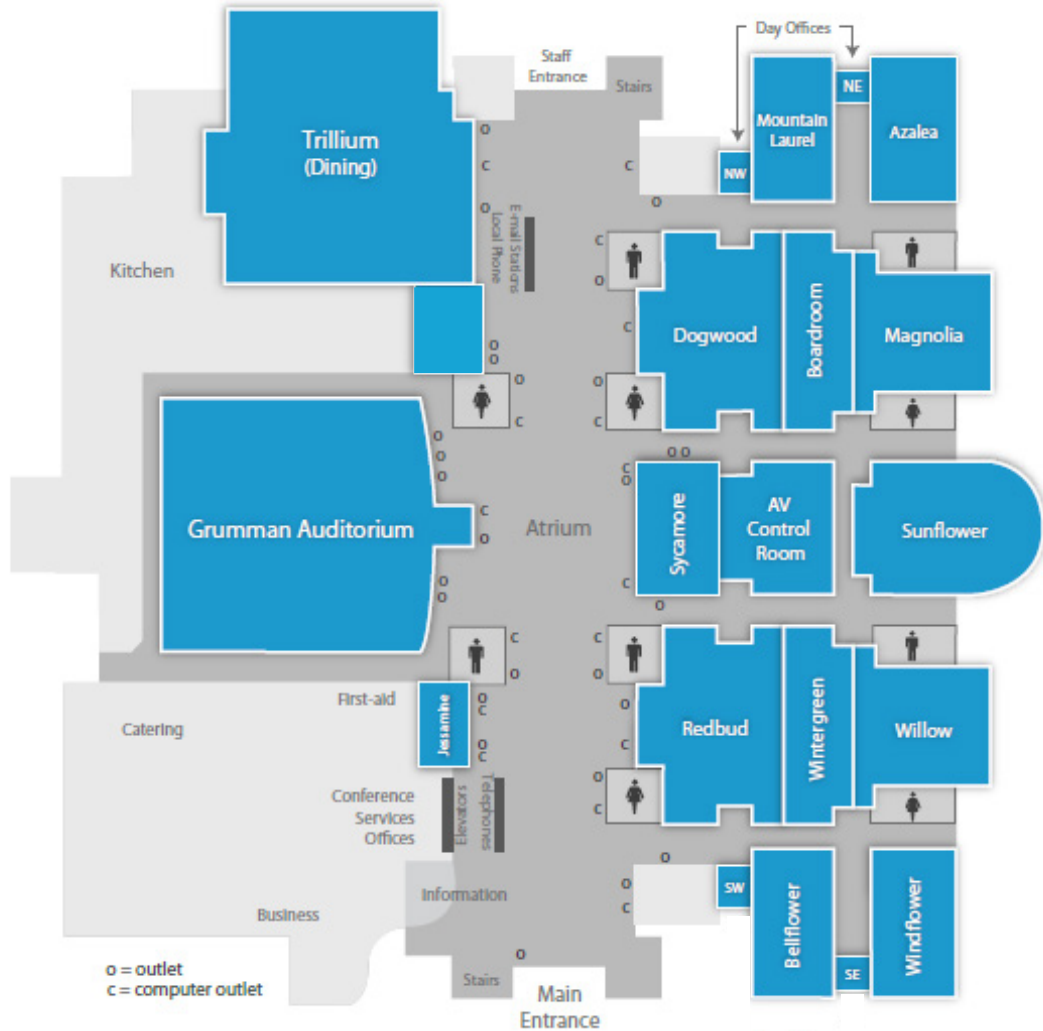 Day Offices
Staff
Entrance
Stairs
NE
Mountain
Laurel
Azalea
Trillium
(Dining)
NW
E-mail Stations
Local Phone
Kitchen
Dogwood
Boardroom
Magnolia
Grumman Auditorium
Atrium
Sycamore
AV
Control
Room
Sunflower
First-aid
Jessamine
Catering
Redbud
Wintergreen
Willow
Conference
Services
Offices
Elevators
Telephones
Information
Business
SW
Bellflower
Windflower
SE
o = outlet
c = computer outlet
Stairs
Main
Entrance
o
c
o
o
c
o
c
o
c
o
o
o
c
o
c
o
o
o
c
o
o
o
o
o
c
o
c
o
c
o
c
o
o
c
o
c
o
c
o
c
o
c
o
o
c
o